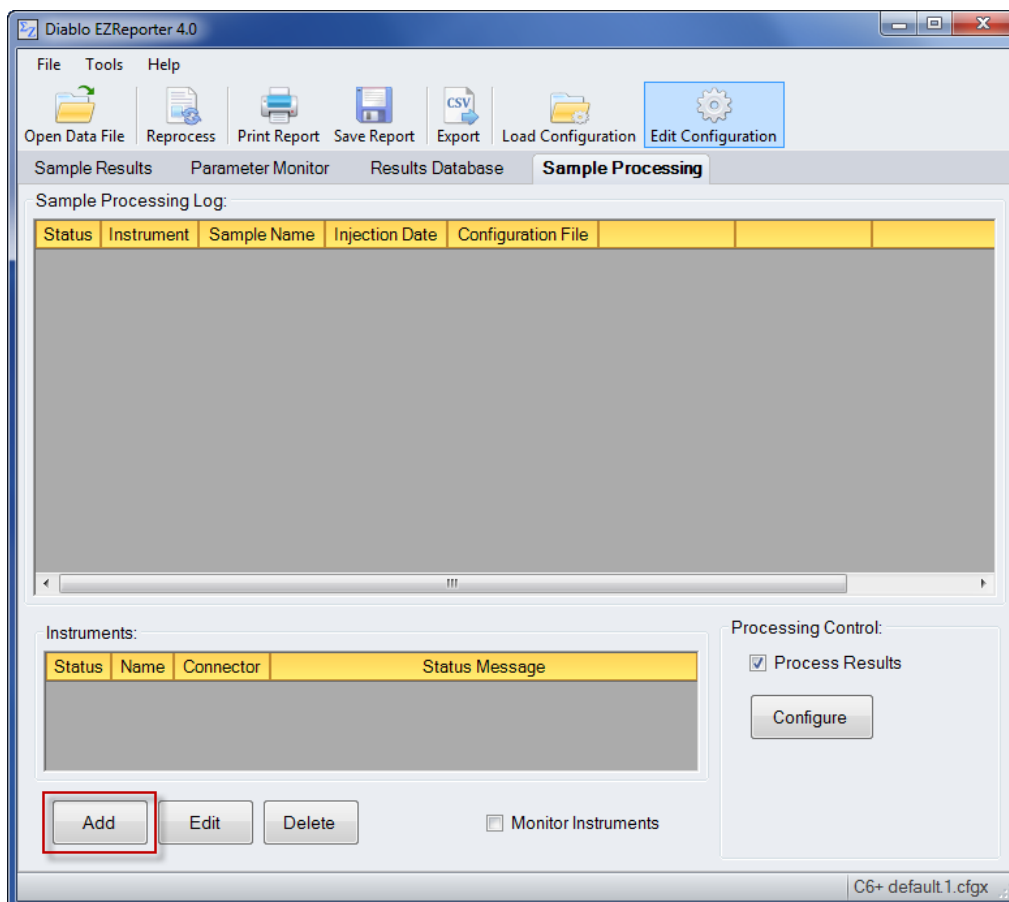 Diablo EZReporter 4.0
File Tools Help
CSV
Open Data File Reprocess Print Report Save Report Export Load Configuration Edit Configuration
Sample Results Parameter Monitor Results Database Sample Processing
Sample Processing Log:
Status Instrument Sample Name Injection Date Configuration File
Instruments:
Status Name Connector Status Message
Processing Control:
Process Results
Configure
Add Edit Delete Monitor Instruments
C6+ default.1.cfgx